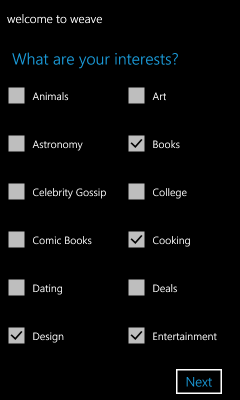 welcome to weave
What are your interests?
Animals Art
Astronomy Books
Celebrity Gossip College
Comic Books Cooking
Dating Deals
Design Entertainment
Next